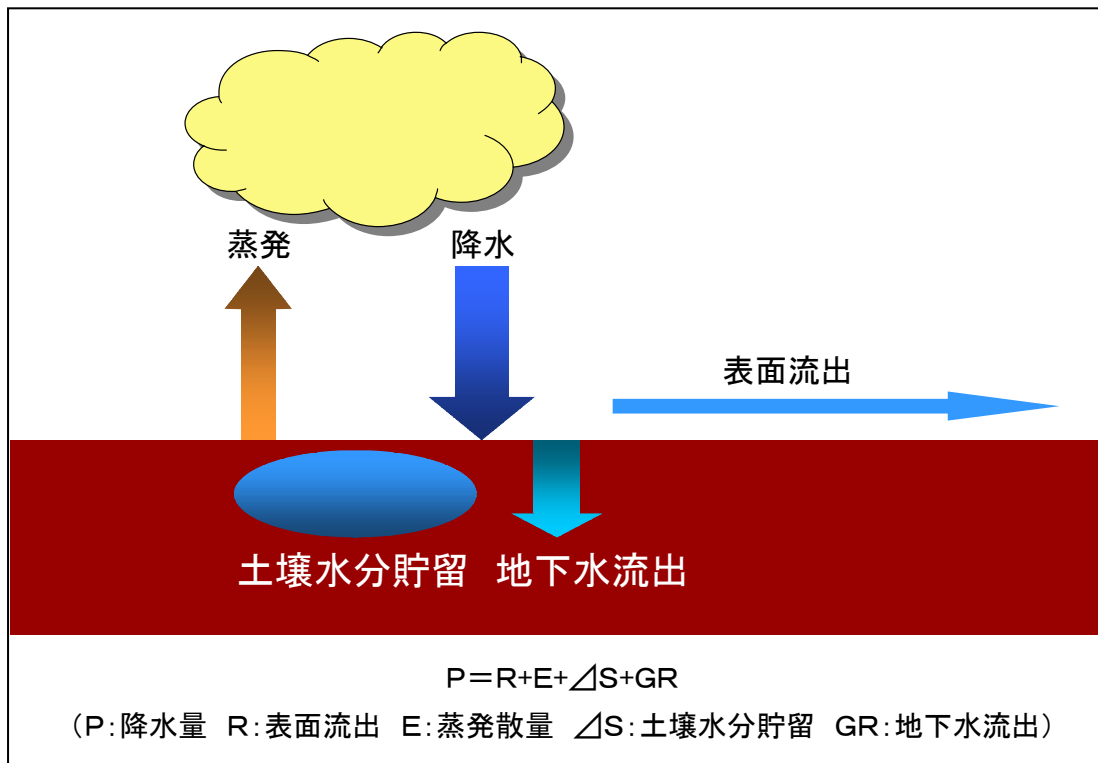 蒸発 降水
表面流出
土壌水分貯留 地下水流出
P=R+E+⊿S+GR
(P:降水量 R:表面流出 E:蒸発散量 ⊿S:土壌水分貯留 GR:地下水流出)